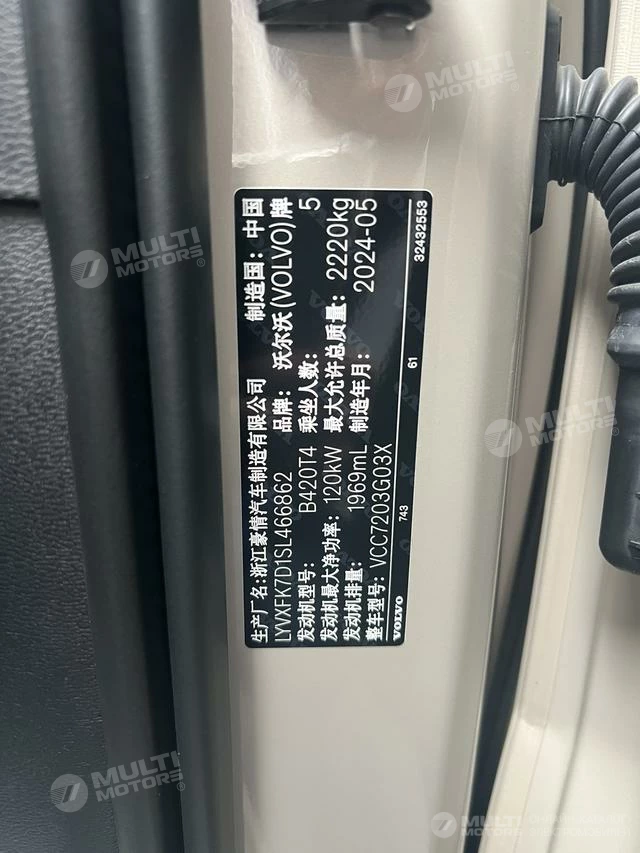 生产厂名: 浙江豪情汽车制造有限公司 制造国: 中国
LYVXFK7D1SL466862 品牌: 沃尔沃(VOLVO)牌
发动机型号: B420T4 乘坐人数: 5
发动机最大净功率: 120kW 最大允许总质量: 2220kg
发动机排量: 1969mL 制造年月: 2024-05
整车型号: VCC7203G03X
VOLVO 743 61 32432553
MULTI
MOTORS®
MULTI
MOTORS®
MULTI
MOTORS®
MULTI
MOTORS®
MULTI
MOTORS